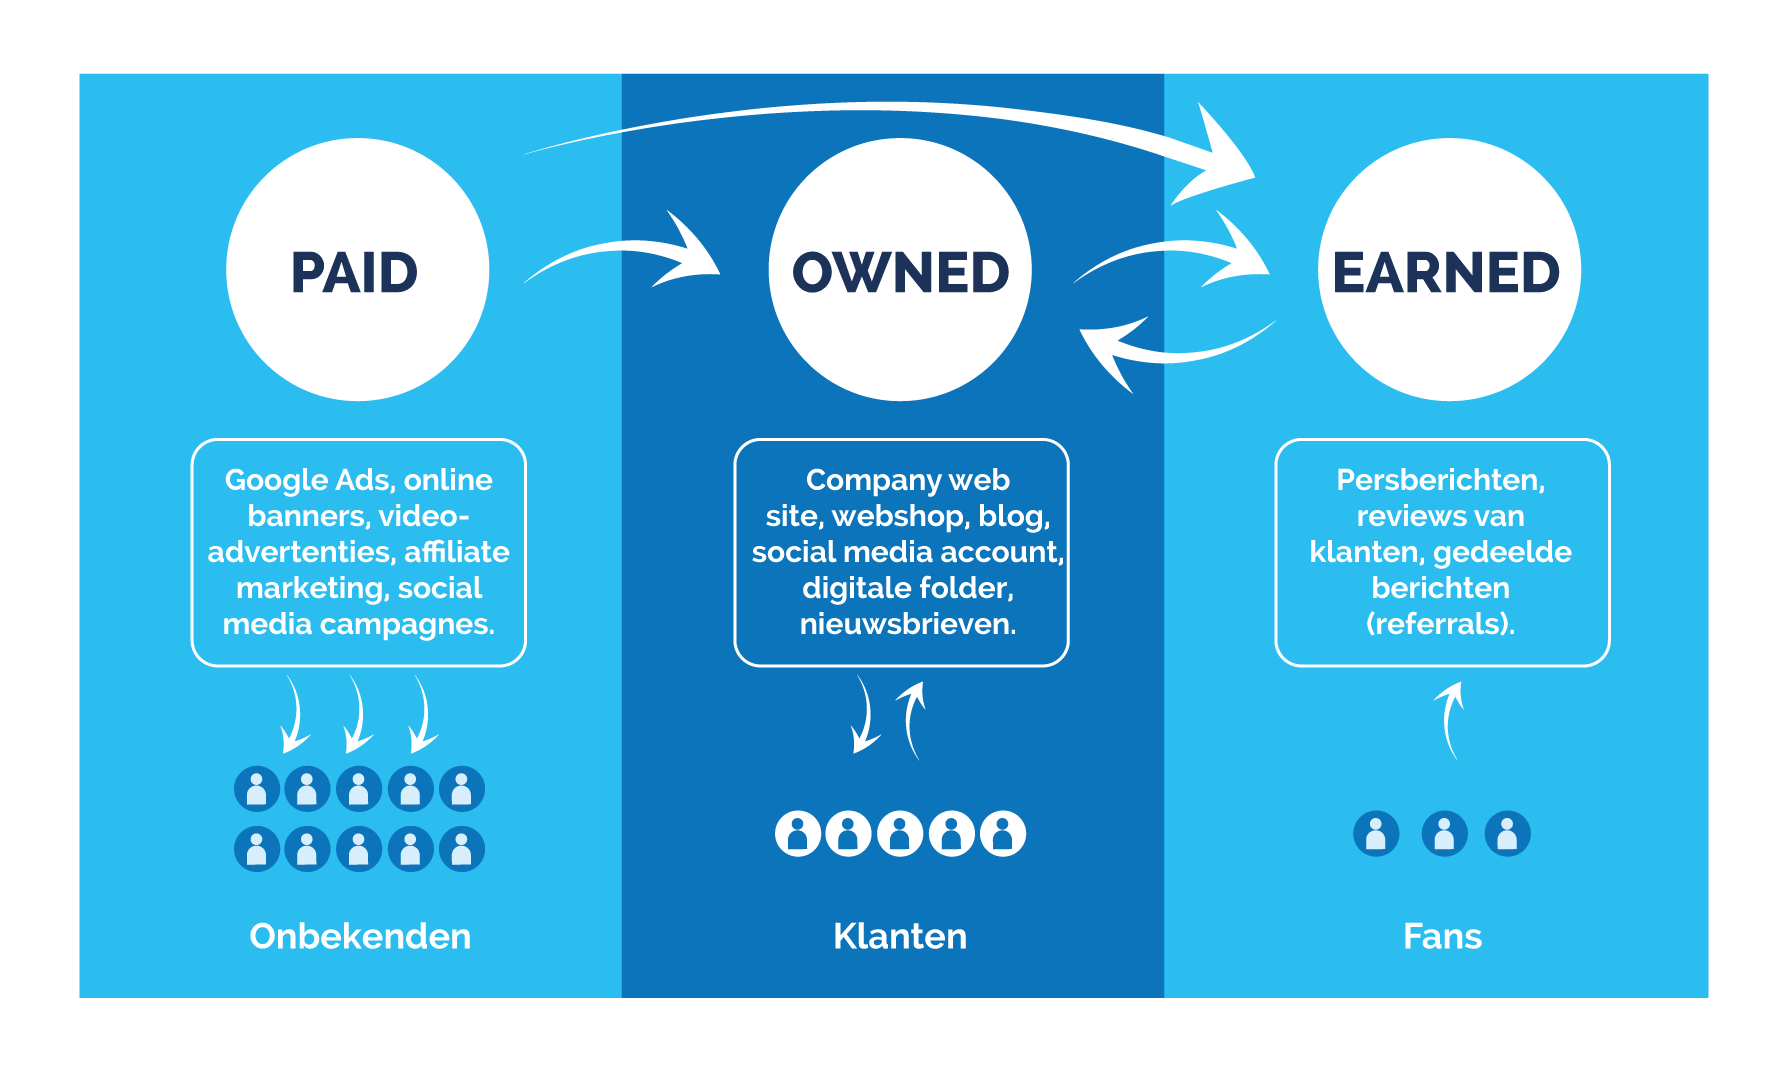 PAID
Google Ads, online
banners, video-
advertenties, affiliate
marketing, social
media campagnes.
Onbekenden
OWNED
Company web
site, webshop, blog,
social media account,
digitale folder,
nieuwsbrieven.
Klanten
EARNED
Persberichten,
reviews van
klanten, gedeelde
berichten
(referrals).
Fans